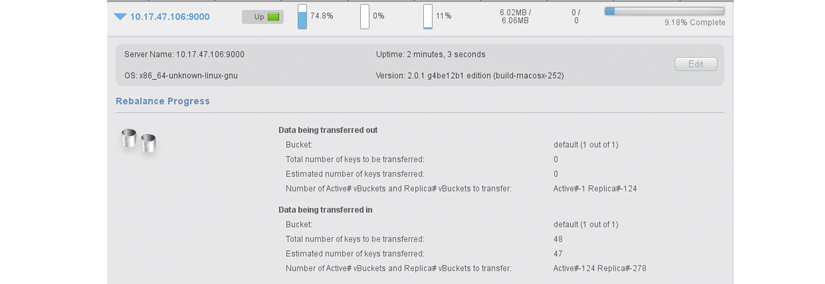 10.17.47.106:9000 Up 74.8% 0% 11% 6.02MB / 6.06MB 0 / 0 9.18% Complete
Server Name: 10.17.47.106:9000 Uptime: 2 minutes, 3 seconds
Edit
OS: x86_64-unknown-linux-gnu Version: 2.0.1 g4be12b1 edition (build-macosx-252)
Rebalance Progress
Data being transferred out
Bucket: default (1 out of 1)
Total number of keys to be transferred: 0
Estimated number of keys transferred: 0
Number of Active# vBuckets and Replica# vBuckets to transfer: Active#-1 Replica#-124
Data being transferred in
Bucket: default (1 out of 1)
Total number of keys to be transferred: 48
Estimated number of keys transferred: 47
Number of Active# vBuckets and Replica# vBuckets to transfer: Active#-124 Replica#-278